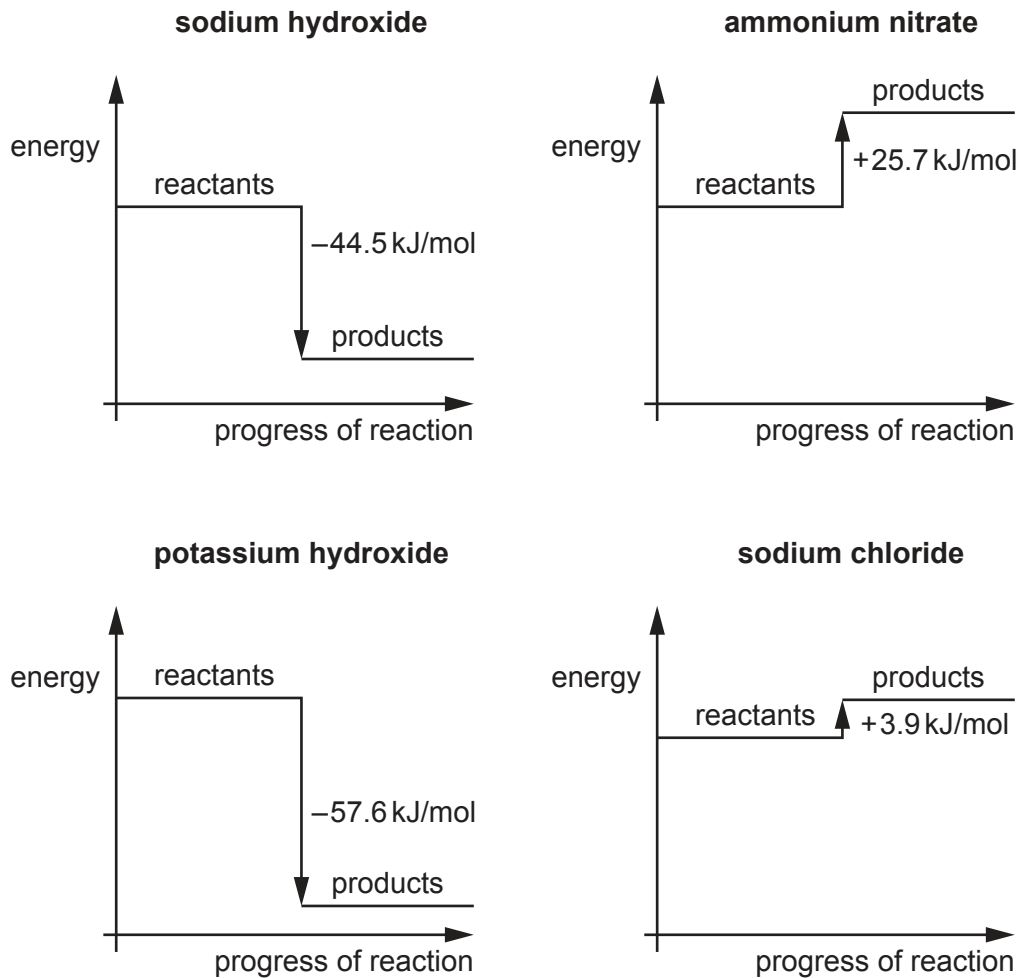 sodium hydroxide
energy
reactants
–44.5 kJ/mol
products
progress of reaction
ammonium nitrate
energy
products
+25.7 kJ/mol
reactants
progress of reaction
potassium hydroxide
energy
reactants
–57.6 kJ/mol
products
progress of reaction
sodium chloride
energy
products
reactants
+3.9 kJ/mol
progress of reaction